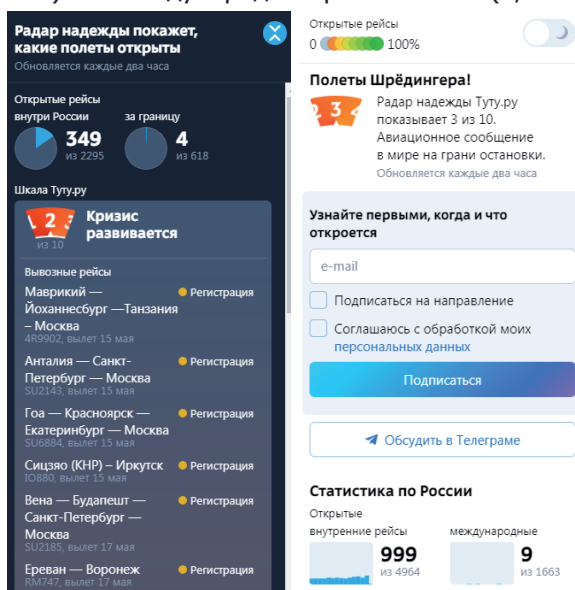 Радар надежды покажет,
какие полеты открыты
Обновляется каждые два часа
Открытые рейсы
внутри России
за границу
349
из 2295
4
из 618
Шкала Туту.ру
2
из 10
Кризис
развивается
Вывозные рейсы
Маврикий —
Йоханнесбург —Танзания
– Москва
Регистрация
4R9902, вылет 15 мая
Анталия — Санкт-
Петербург — Москва
Регистрация
SU2143, вылет 15 мая
Гоа — Красноярск —
Екатеринбург — Москва
Регистрация
SU6884, вылет 15 мая
Сицзяо (КНР) – Иркутск
Регистрация
IO880, вылет 15 мая
Вена — Будапешт —
Санкт-Петербург —
Москва
Регистрация
SU2185, вылет 17 мая
Ереван — Воронеж
Регистрация
RM747, вылет 17 мая
Открытые рейсы
0 100%
Полеты Шрёдингера!
2 3 4
Радар надежды Туту.ру
показывает 3 из 10.
Авиационное сообщение
в мире на грани остановки.
Обновляется каждые два часа
Узнайте первыми, когда и что
откроется
e-mail
Подписаться на направление
Соглашаюсь с обработкой моих
персональных данных
Подписаться
Обсудить в Телеграме
Статистика по России
Открытые
внутренние рейсы
международные
999
из 4964
9
из 1663